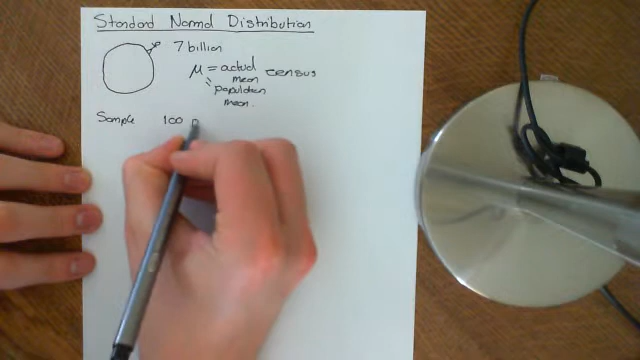 Standard Normal Distribution
7 billion
μ = actual census
mean
= population
mean.
Sample 100 p